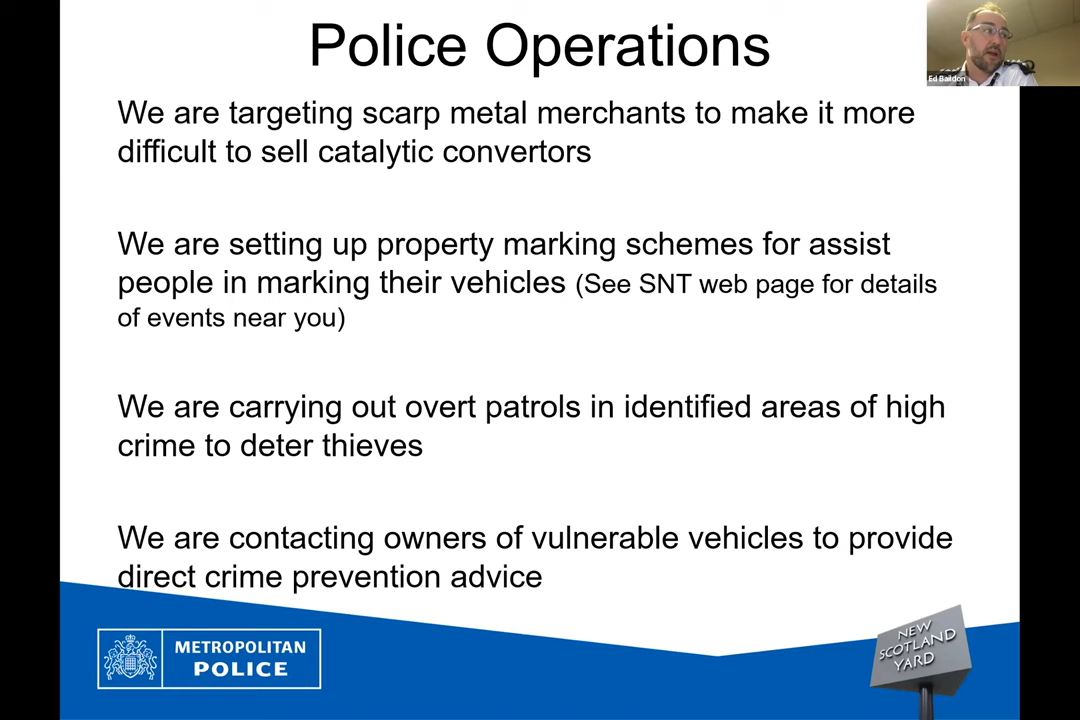 Police Operations
Ed Baildon
We are targeting scarp metal merchants to make it more
difficult to sell catalytic convertors
We are setting up property marking schemes for assist
people in marking their vehicles (See SNT web page for details
of events near you)
We are carrying out overt patrols in identified areas of high
crime to deter thieves
We are contacting owners of vulnerable vehicles to provide
direct crime prevention advice
METROPOLITAN
POLICE
NEW
SCOTLAND
YARD